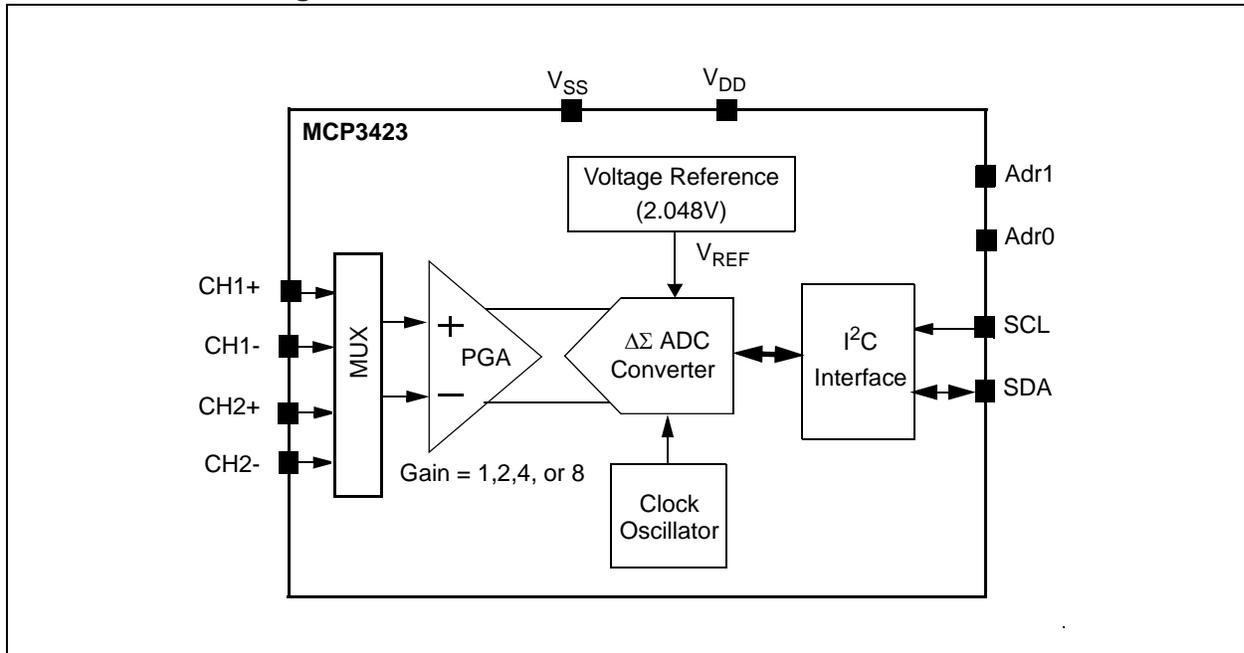 V_SS
V_DD
MCP3423
Voltage Reference
(2.048V)
Adr1
Adr0
V_REF
CH1+
CH1-
CH2+
CH2-
MUX
+
PGA
−
Gain = 1,2,4, or 8
ΔΣ ADC
Converter
I²C
Interface
SCL
SDA
Clock
Oscillator